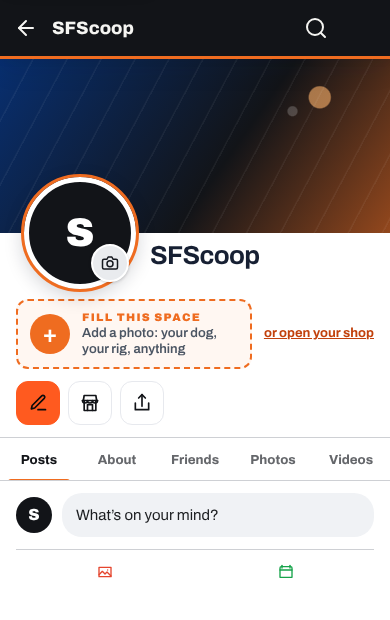 SFScoop
S
SFScoop
FILL THIS SPACE
Add a photo: your dog,
your rig, anything
or open your shop
Posts About Friends Photos Videos
S What's on your mind?